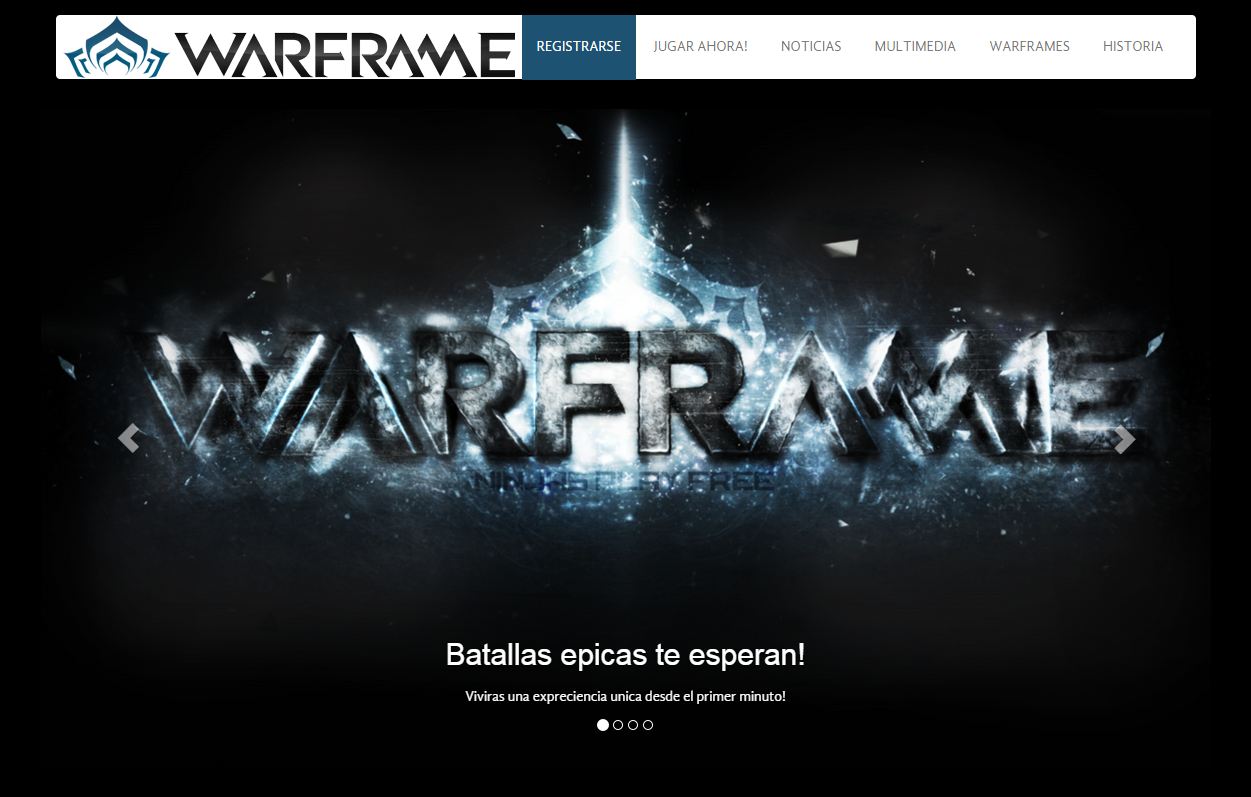 WARFRAME
REGISTRARSE JUGAR AHORA! NOTICIAS MULTIMEDIA WARFRAMES HISTORIA
WARFRAME
NINJAS PLAY FREE
Batallas epicas te esperan!
Viviras una expreciencia unica desde el primer minuto!